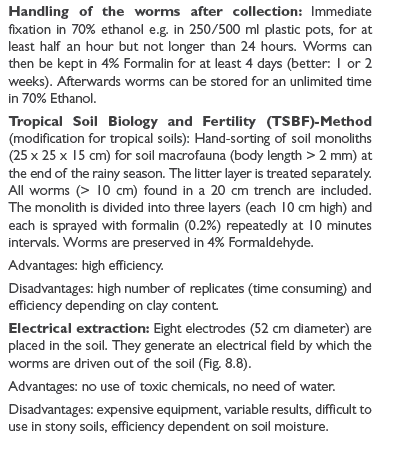 Handling of the worms after collection: Immediate
fixation in 70% ethanol e.g. in 250/500 ml plastic pots, for at
least half an hour but not longer than 24 hours. Worms can
then be kept in 4% Formalin for at least 4 days (better: 1 or 2
weeks). Afterwards worms can be stored for an unlimited time
in 70% Ethanol.
Tropical Soil Biology and Fertility (TSBF)-Method
(modification for tropical soils): Hand-sorting of soil monoliths
(25 x 25 x 15 cm) for soil macrofauna (body length > 2 mm) at
the end of the rainy season. The litter layer is treated separately.
All worms (> 10 cm) found in a 20 cm trench are included.
The monolith is divided into three layers (each 10 cm high) and
each is sprayed with formalin (0.2%) repeatedly at 10 minutes
intervals. Worms are preserved in 4% Formaldehyde.
Advantages: high efficiency.
Disadvantages: high number of replicates (time consuming) and
efficiency depending on clay content.
Electrical extraction: Eight electrodes (52 cm diameter) are
placed in the soil. They generate an electrical field by which the
worms are driven out of the soil (Fig. 8.8).
Advantages: no use of toxic chemicals, no need of water.
Disadvantages: expensive equipment, variable results, difficult to
use in stony soils, efficiency dependent on soil moisture.